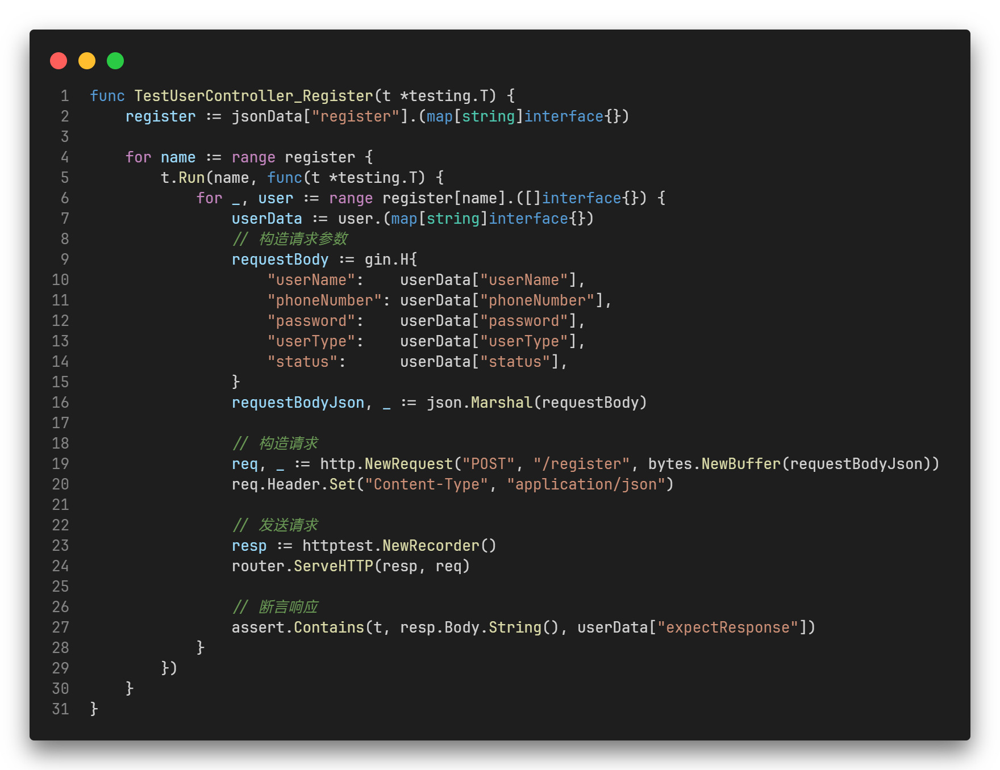 1 func TestUserController_Register(t *testing.T) {
2     register := jsonData["register"].(map[string]interface{})
3
4     for name := range register {
5         t.Run(name, func(t *testing.T) {
6             for _, user := range register[name].([]interface{}) {
7                 userData := user.(map[string]interface{})
8                 // 构造请求参数
9                 requestBody := gin.H{
10                     "userName":    userData["userName"],
11                     "phoneNumber": userData["phoneNumber"],
12                     "password":    userData["password"],
13                     "userType":    userData["userType"],
14                     "status":      userData["status"],
15                 }
16                 requestBodyJson, _ := json.Marshal(requestBody)
17
18                 // 构造请求
19                 req, _ := http.NewRequest("POST", "/register", bytes.NewBuffer(requestBodyJson))
20                 req.Header.Set("Content-Type", "application/json")
21
22                 // 发送请求
23                 resp := httptest.NewRecorder()
24                 router.ServeHTTP(resp, req)
25
26                 // 断言响应
27                 assert.Contains(t, resp.Body.String(), userData["expectResponse"])
28             }
29         })
30     }
31 }